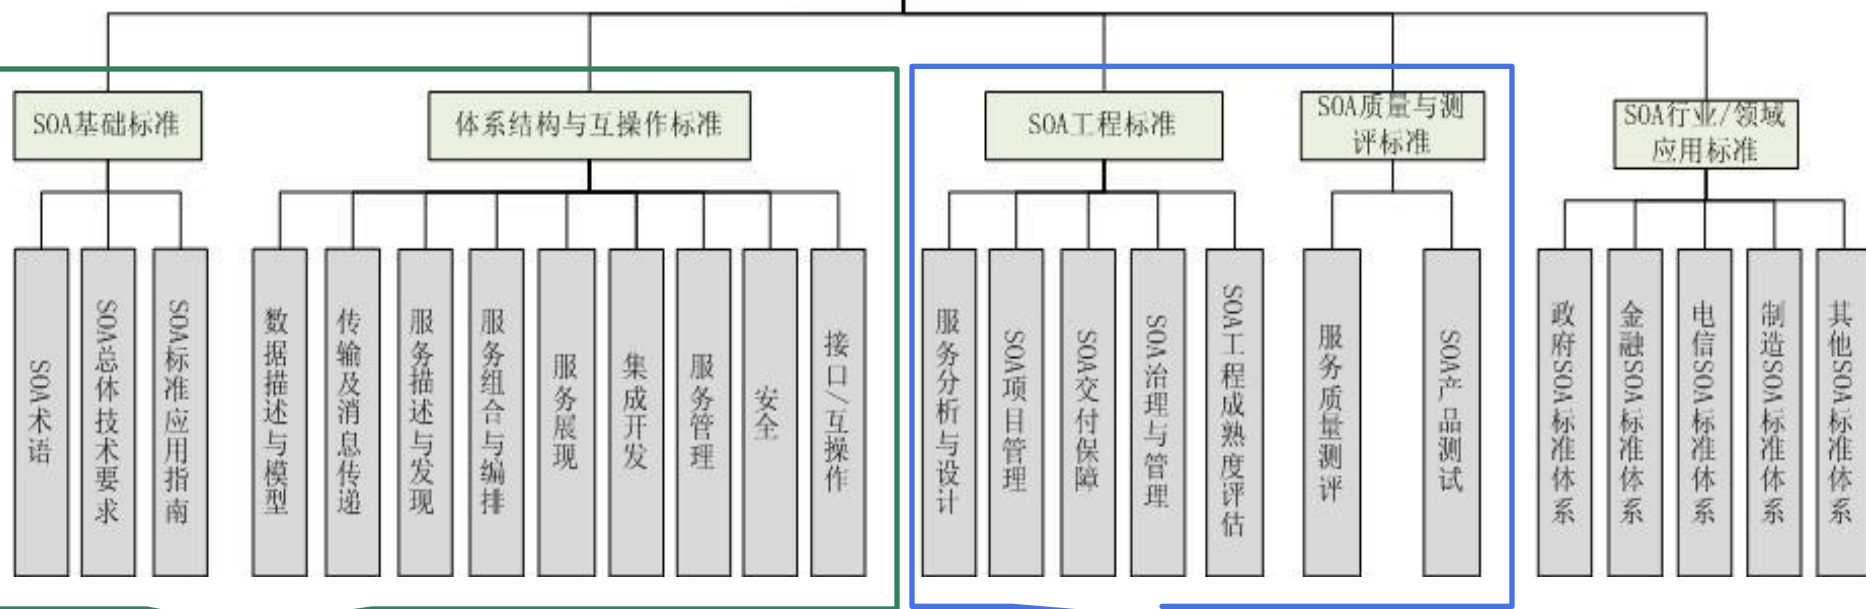 SOA基础标准
体系结构与互操作标准
SOA工程标准
SOA质量与测
评标准
SOA行业/领域
应用标准
SOA术语
SOA总体技术要求
SOA标准应用指南
数据描述与模型
传输及消息传递
服务描述与发现
服务组合与编排
服务展现
集成开发
服务管理
安全
接口/互操作
服务分析与设计
SOA项目管理
SOA交付保障
SOA治理与管理
SOA工程成熟度评估
服务质量测评
SOA产品测试
政府SOA标准体系
金融SOA标准体系
电信SOA标准体系
制造SOA标准体系
其他SOA标准体系